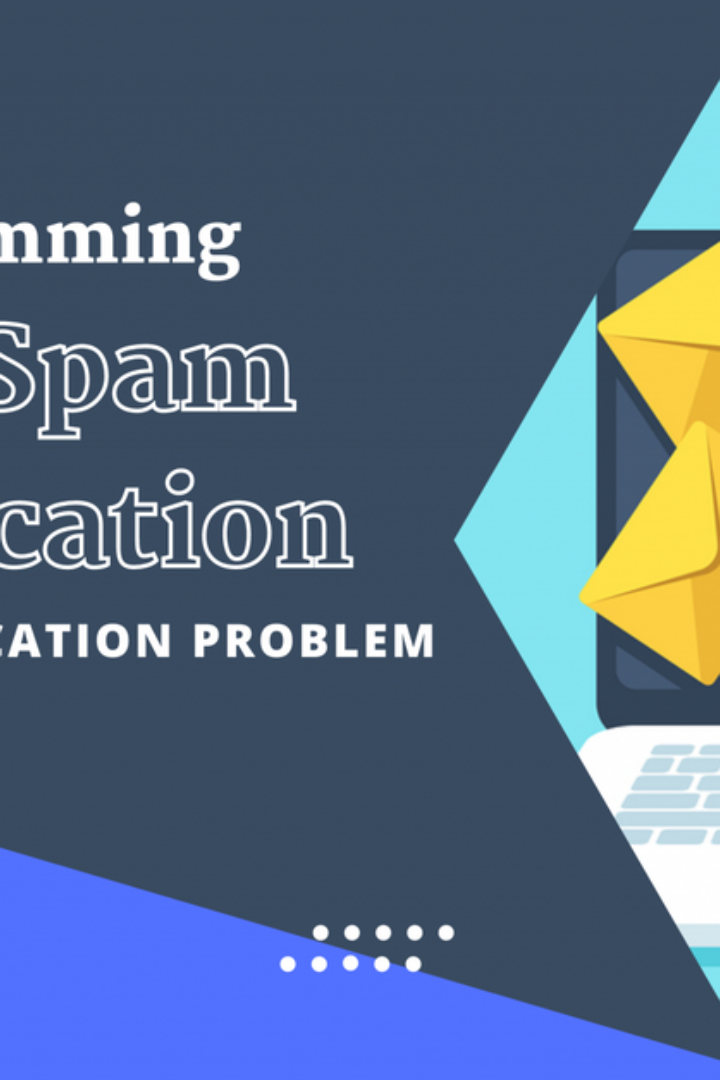 mming
Spam
cation
CATION PROBLEM